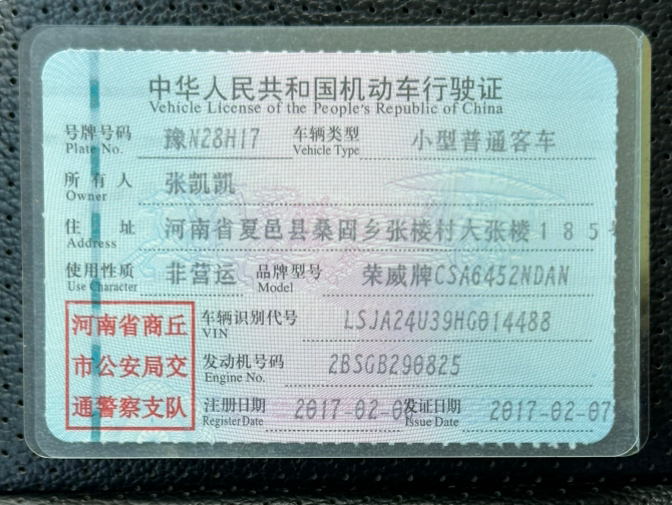 中华人民共和国机动车行驶证
Vehicle License of the People's Republic of China
号牌号码 豫N28H17 车辆类型 小型普通客车
Plate No. Vehicle Type
所有人 张凯凯
Owner
住址 河南省夏邑县桑固乡张楼村大张楼185
Address
使用性质 非营运 品牌型号 荣威牌CSA6452NDAN
Use Character Model
河南省商丘
市公安局交
通警察支队
车辆识别代号 LSJA24U39HG014488
VIN
发动机号码 2BSGB290825
Engine No.
注册日期 2017-02-0 发证日期 2017-02-07
Register Date Issue Date